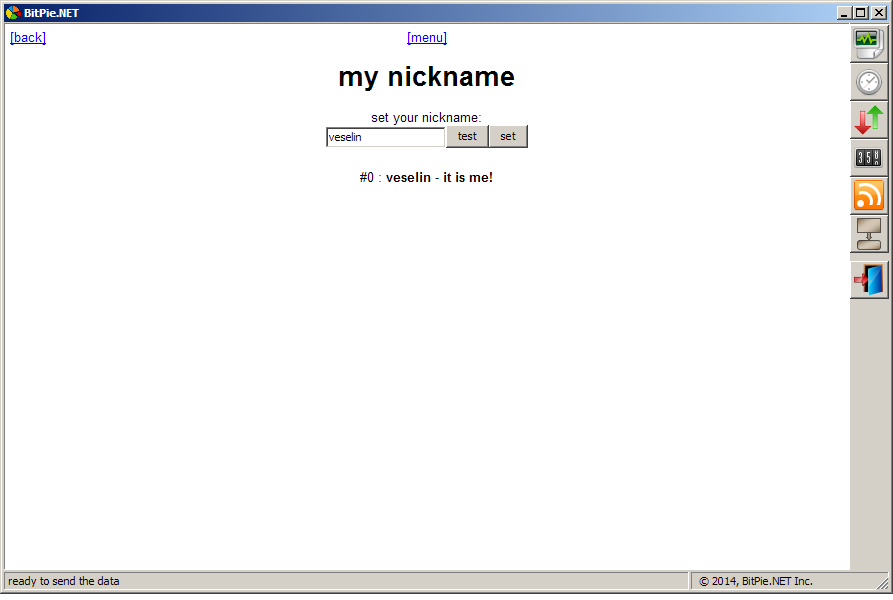 BitPie.NET
[back] [menu]
my nickname
set your nickname:
veselin test set
#0 : veselin - it is me!
ready to send the data © 2014, BitPie.NET Inc.